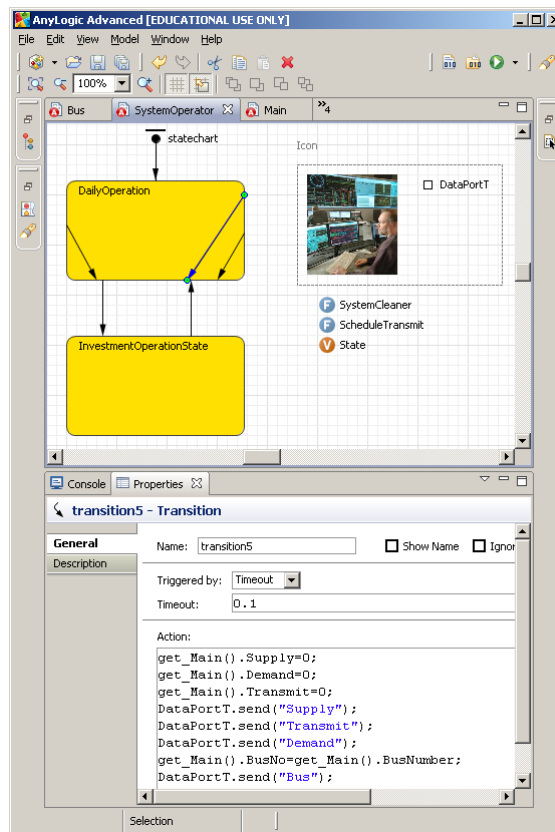 AnyLogic Advanced [EDUCATIONAL USE ONLY]
File Edit View Model Window Help
100%
Bus SystemOperator Main »4
statechart
Icon
DailyOperation
DataPortT
SystemCleaner
ScheduleTransmit
InvestmentOperationState
State
Console Properties
transition5 - Transition
General
Description
Name: transition5 Show Name Ignor
Triggered by: Timeout
Timeout: 0.1
Action:
get_Main().Supply=0;
get_Main().Demand=0;
get_Main().Transmit=0;
DataPortT.send("Supply");
DataPortT.send("Transmit");
DataPortT.send("Demand");
get_Main().BusNo=get_Main().BusNumber;
DataPortT.send("Bus");
Selection